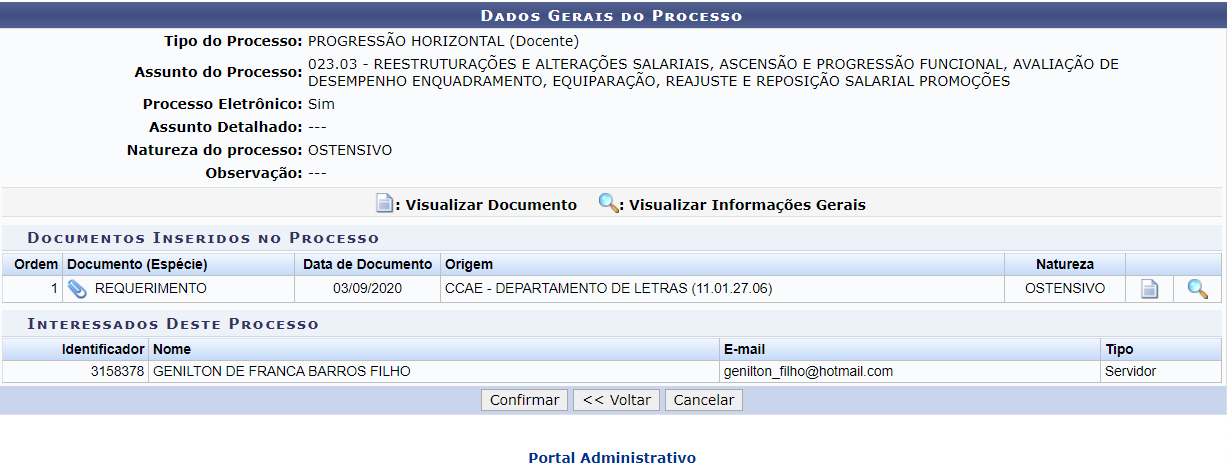 DADOS GERAIS DO PROCESSO
Tipo do Processo: PROGRESSÃO HORIZONTAL (Docente)
Assunto do Processo: 023.03 - REESTRUTURAÇÕES E ALTERAÇÕES SALARIAIS, ASCENSÃO E PROGRESSÃO FUNCIONAL, AVALIAÇÃO DE
DESEMPENHO ENQUADRAMENTO, EQUIPARAÇÃO, REAJUSTE E REPOSIÇÃO SALARIAL PROMOÇÕES
Processo Eletrônico: Sim
Assunto Detalhado: ---
Natureza do processo: OSTENSIVO
Observação: ---
: Visualizar Documento : Visualizar Informações Gerais
DOCUMENTOS INSERIDOS NO PROCESSO
Ordem Documento (Espécie) Data de Documento Origem Natureza
1 REQUERIMENTO 03/09/2020 CCAE - DEPARTAMENTO DE LETRAS (11.01.27.06) OSTENSIVO
INTERESSADOS DESTE PROCESSO
Identificador Nome E-mail Tipo
3158378 GENILTON DE FRANCA BARROS FILHO genilton_filho@hotmail.com Servidor
Confirmar << Voltar Cancelar
Portal Administrativo